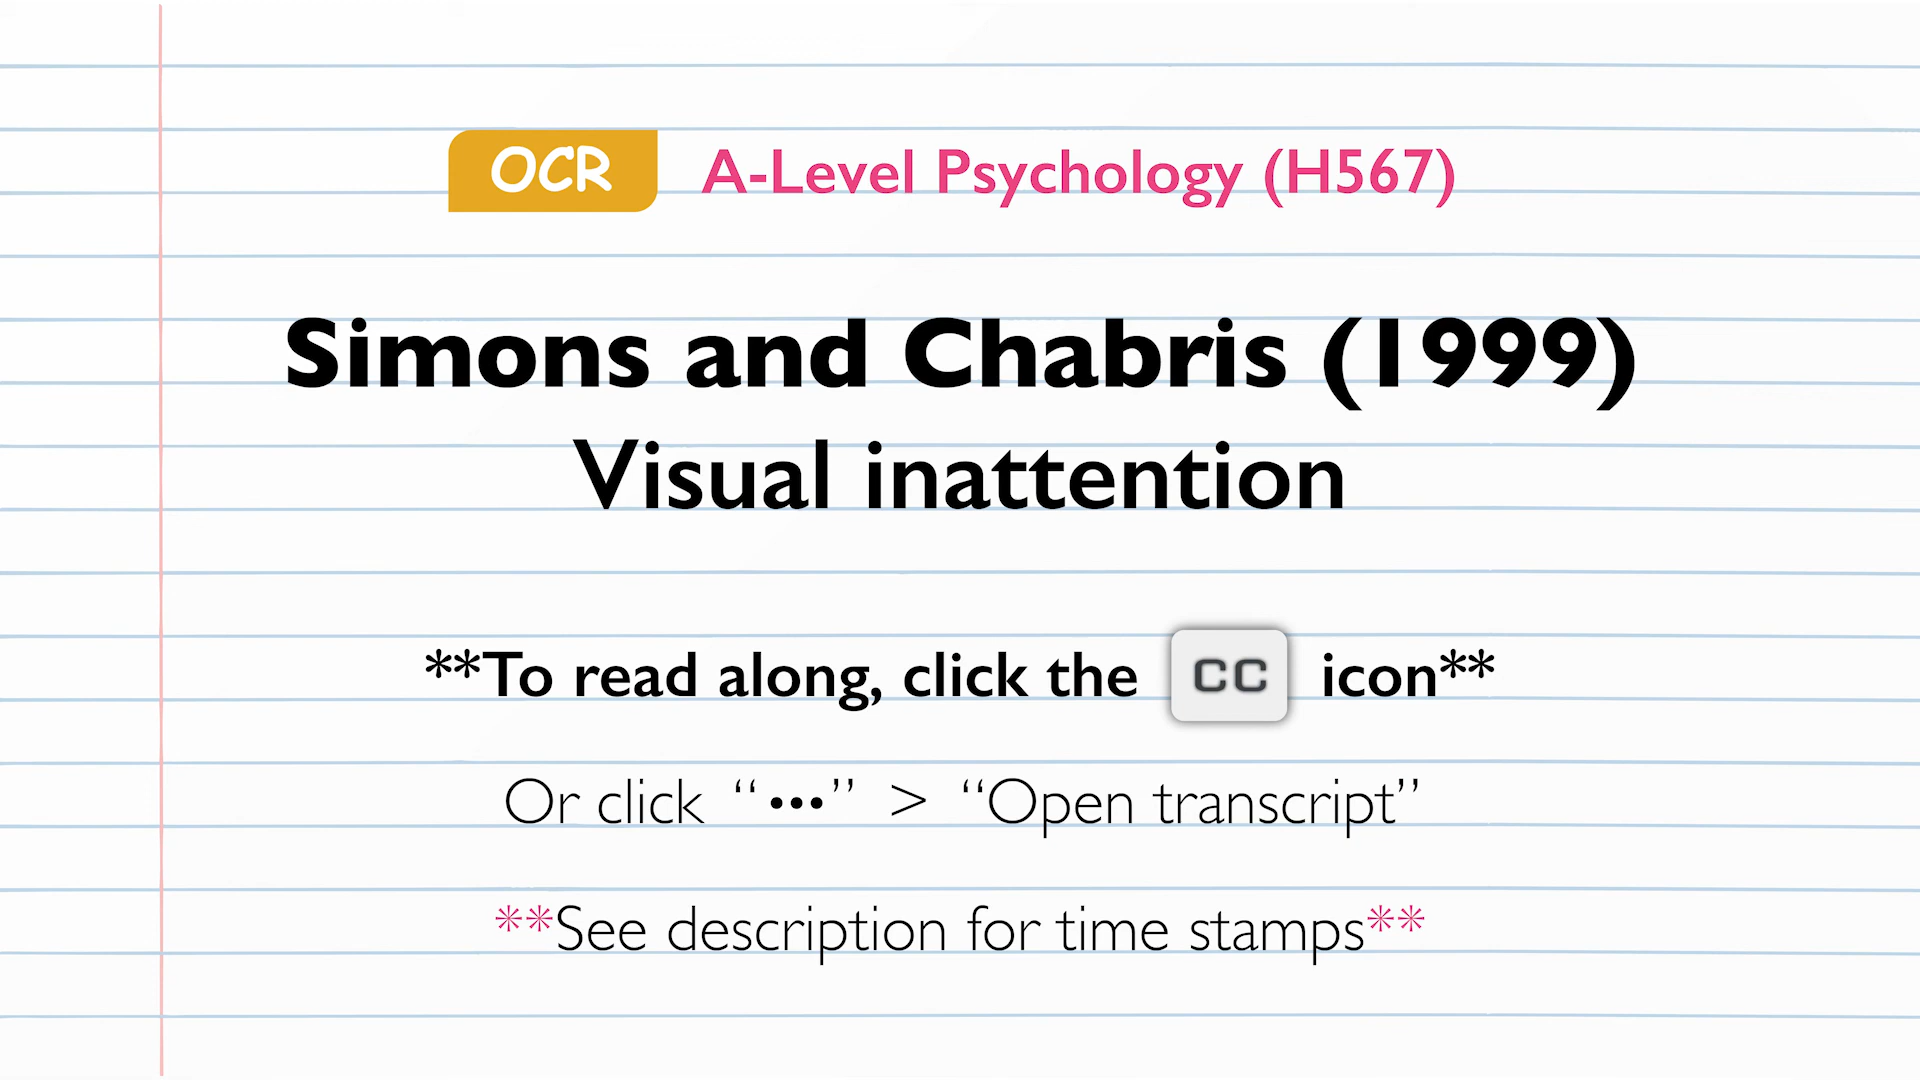 OCR A-Level Psychology (H567)
Simons and Chabris (1999)
Visual inattention
**To read along, click the CC icon**
Or click “•••” > “Open transcript”
**See description for time stamps**